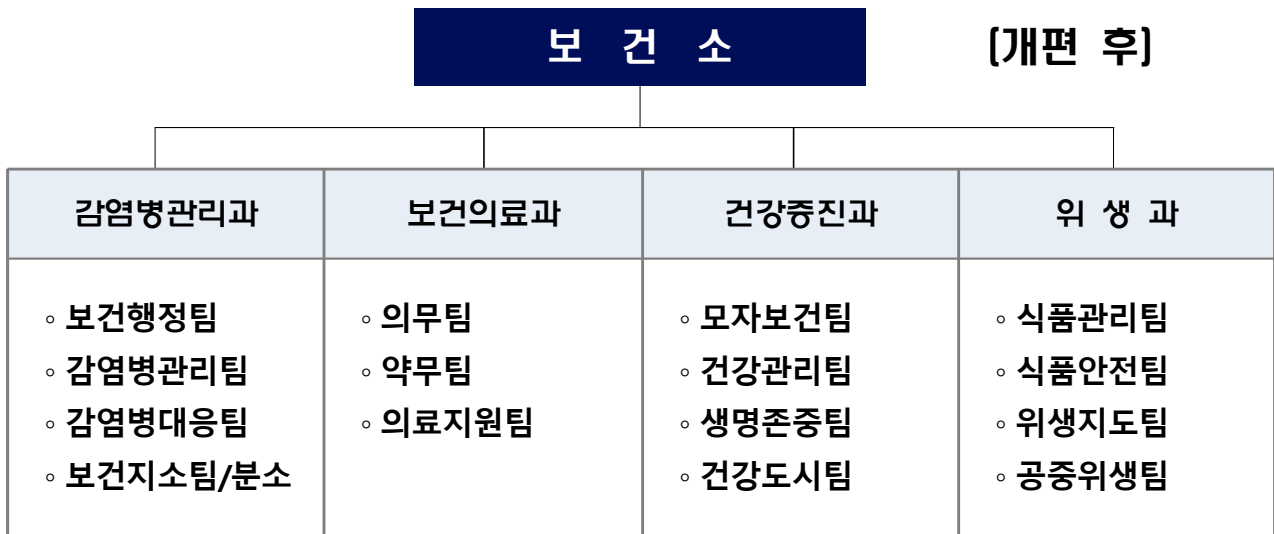 보 건 소
[개편 후]
감염병관리과
보건의료과
건강증진과
위 생 과
◦ 보건행정팀
◦ 감염병관리팀
◦ 감염병대응팀
◦ 보건지소팀/분소
◦ 의무팀
◦ 약무팀
◦ 의료지원팀
◦ 모자보건팀
◦ 건강관리팀
◦ 생명존중팀
◦ 건강도시팀
◦ 식품관리팀
◦ 식품안전팀
◦ 위생지도팀
◦ 공중위생팀